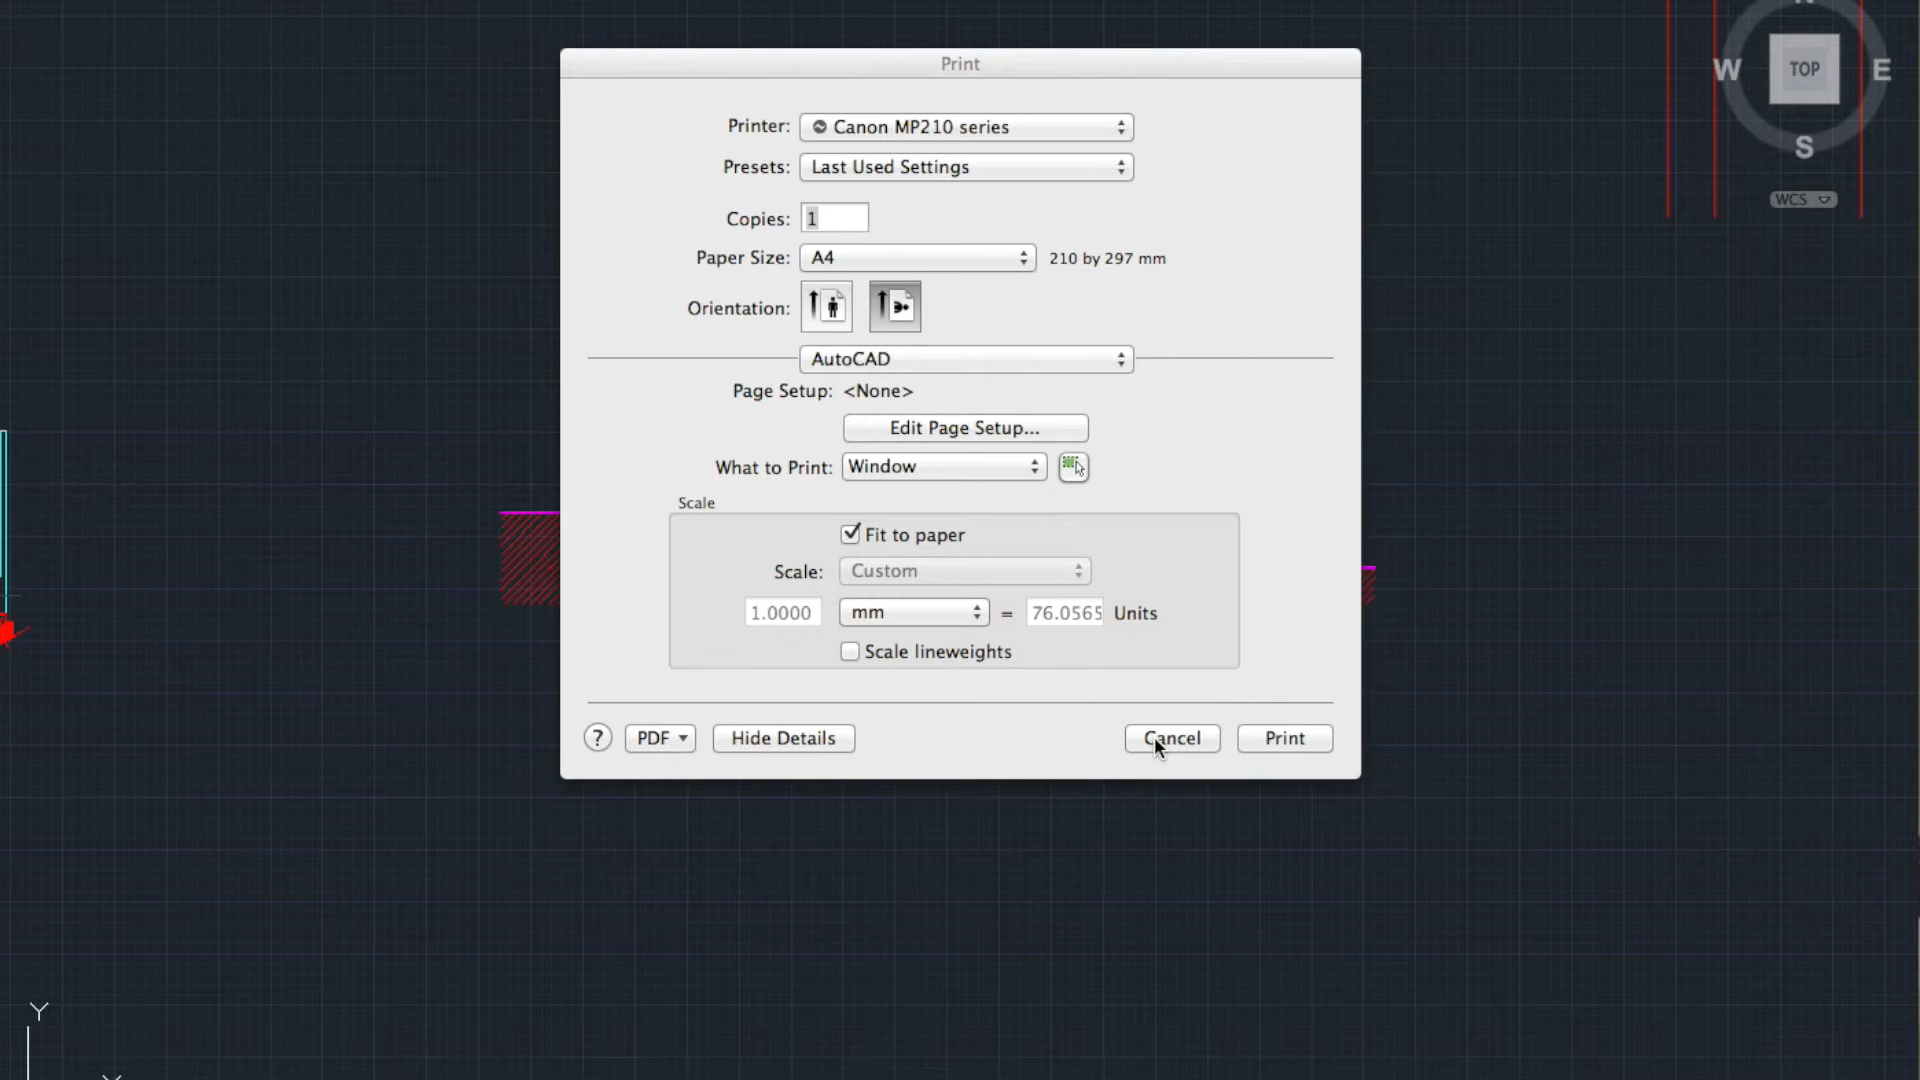 Print
N
W TOP E
S
WCS
Printer: Canon MP210 series
Presets: Last Used Settings
Copies: 1
Paper Size: A4 210 by 297 mm
Orientation:
AutoCAD
Page Setup: <None>
Edit Page Setup...
What to Print: Window
Scale
Fit to paper
Scale: Custom
1.0000 mm = 76.0565 Units
Scale lineweights
? PDF Hide Details Cancel Print
Y